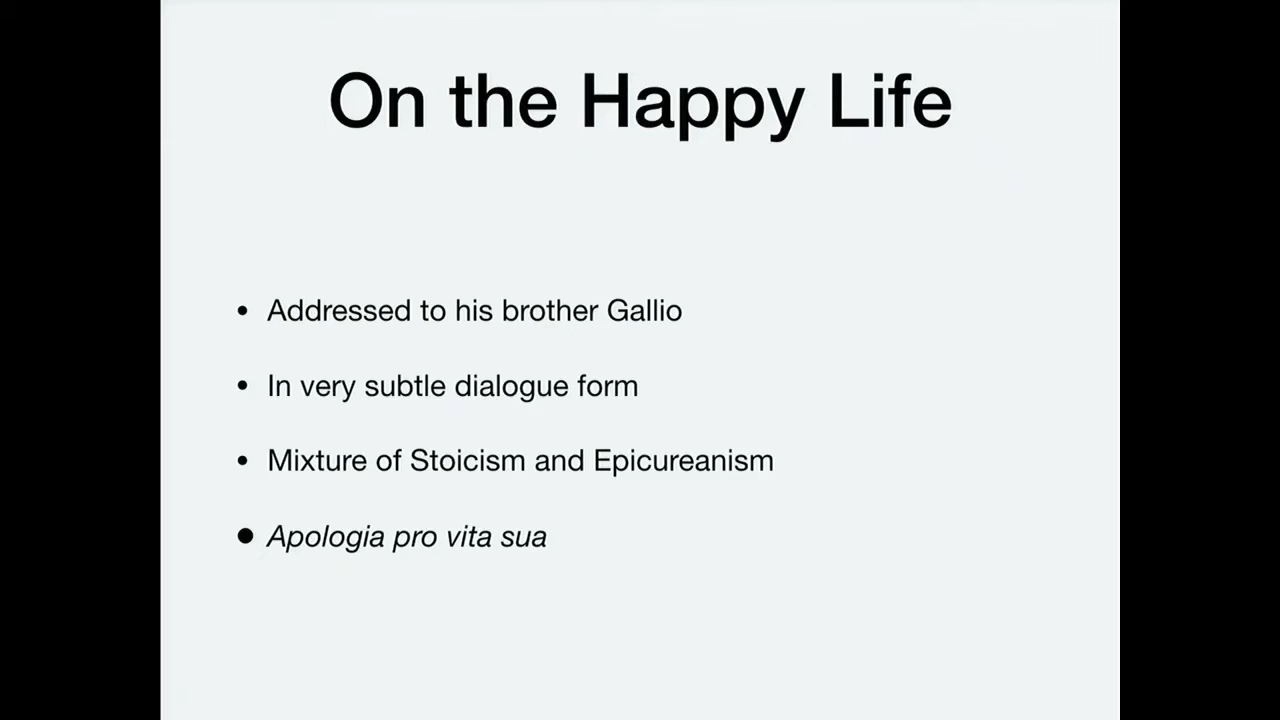 On the Happy Life
• Addressed to his brother Gallio
• In very subtle dialogue form
• Mixture of Stoicism and Epicureanism
• Apologia pro vita sua